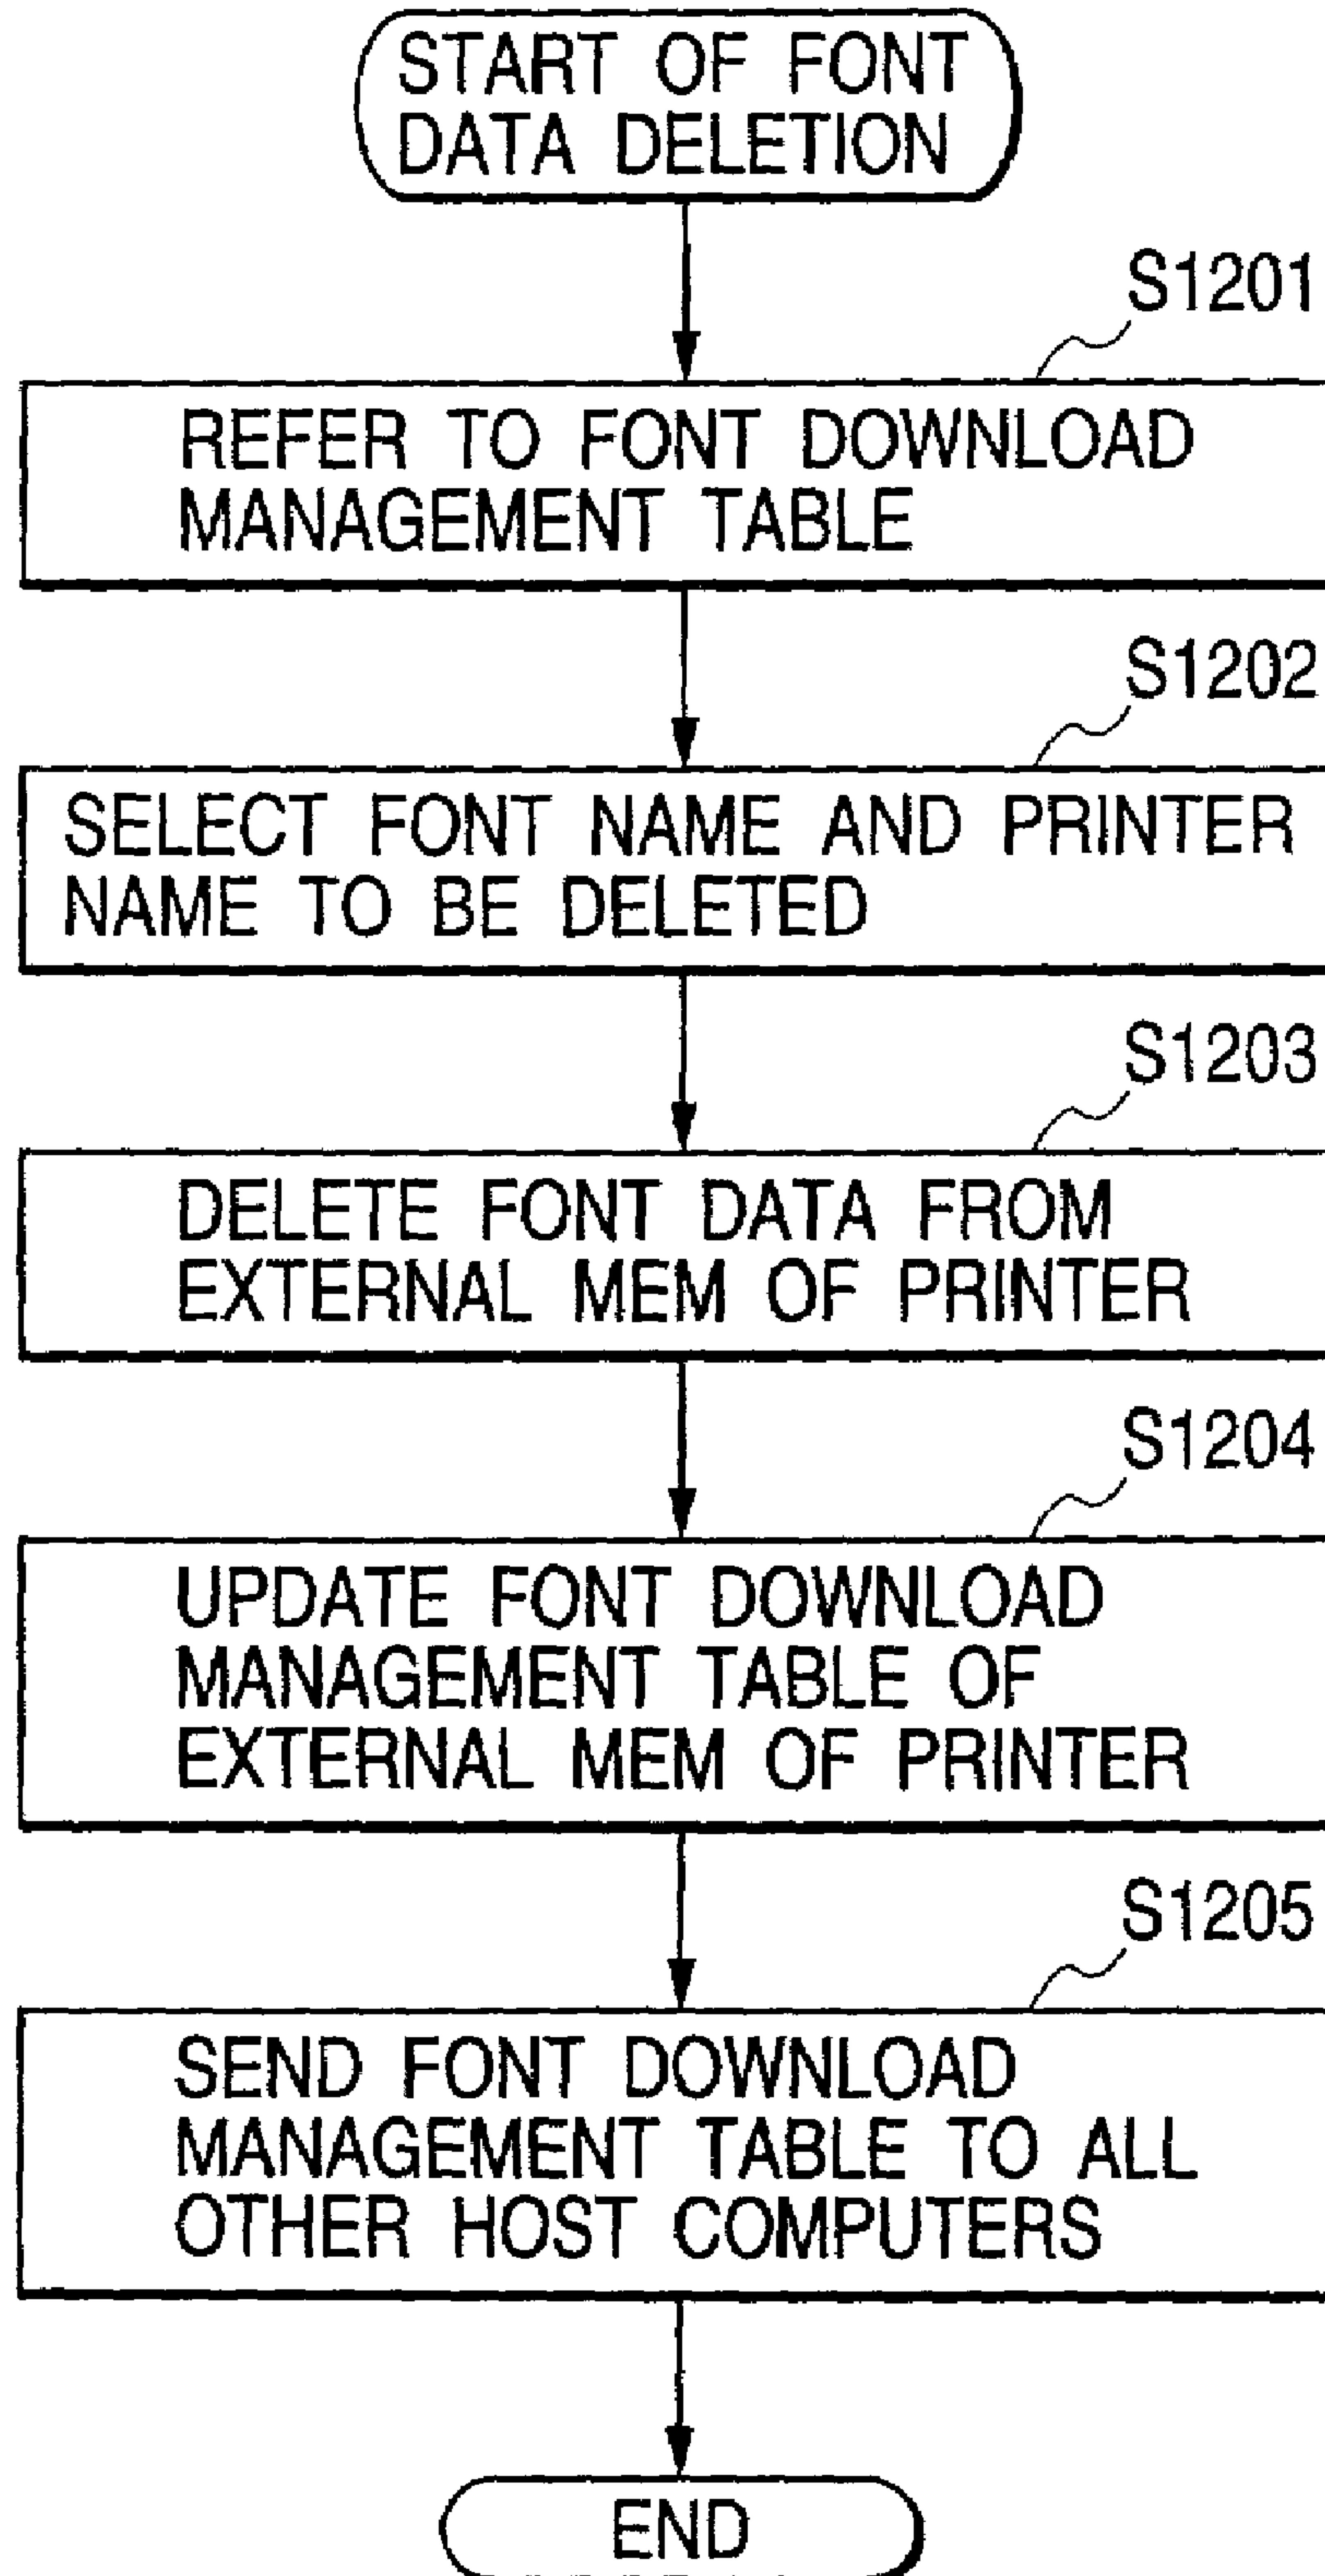 START OF FONT
DATA DELETION
S1201
REFER TO FONT DOWNLOAD
MANAGEMENT TABLE
S1202
SELECT FONT NAME AND PRINTER
NAME TO BE DELETED
S1203
DELETE FONT DATA FROM
EXTERNAL MEM OF PRINTER
S1204
UPDATE FONT DOWNLOAD
MANAGEMENT TABLE OF
EXTERNAL MEM OF PRINTER
S1205
SEND FONT DOWNLOAD
MANAGEMENT TABLE TO ALL
OTHER HOST COMPUTERS
END